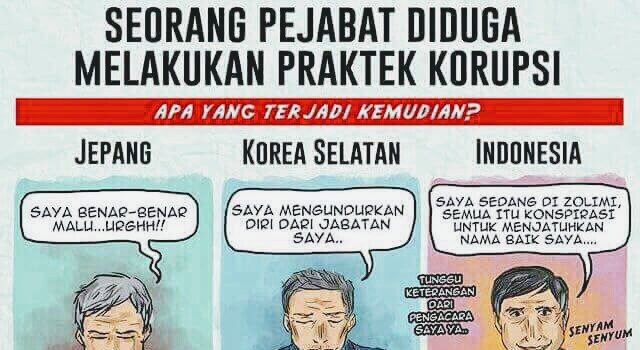 SEORANG PEJABAT DIDUGA
MELAKUKAN PRAKTEK KORUPSI
APA YANG TERJADI KEMUDIAN?
JEPANG
SAYA BENAR-BENAR
MALU...URGHH!!
KOREA SELATAN
SAYA MENGUNDURKAN
DIRI DARI JABATAN
SAYA..
INDONESIA
SAYA SEDANG DI ZOLIMI,
SEMUA ITU KONSPIRASI
UNTUK MENJATUHKAN
NAMA BAIK SAYA....
TUNGGU
KETERANGAN
DARI
PENGACARA
SAYA YA..
SENYAM
SENYUM